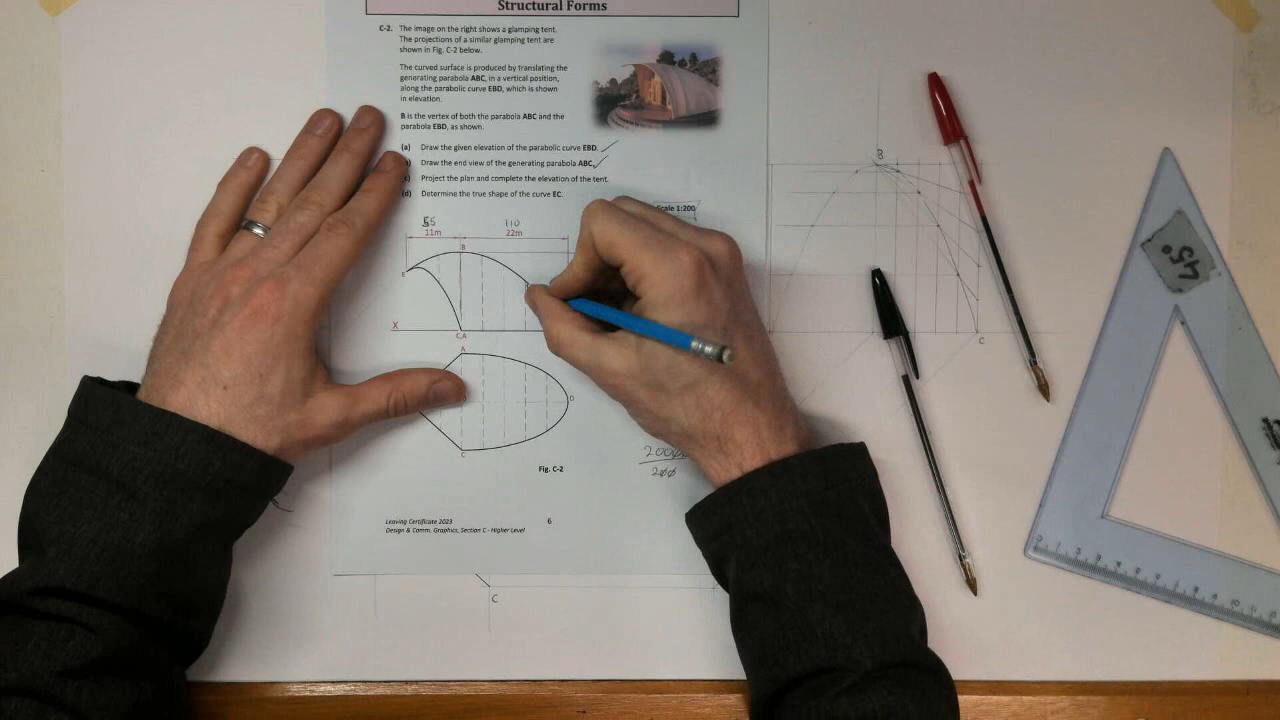 Structural Forms
C-2. The image on the right shows a glamping tent.
The projections of a similar glamping tent are
shown in Fig. C-2 below.
The curved surface is produced by translating the
generating parabola ABC, in a vertical position,
along the parabolic curve EBD, which is shown
in elevation.
B is the vertex of both the parabola ABC and the
parabola EBD, as shown.
(a) Draw the given elevation of the parabolic curve EBD.
Draw the end view of the generating parabola ABC.
Project the plan and complete the elevation of the tent.
(d) Determine the true shape of the curve EC.
Scale 1:200
55 110
11m 22m
B
E
X
C,A
A
D
C
Fig. C-2
200
200
Leaving Certificate 2023
Design & Comm. Graphics, Section C - Higher Level
6
C
B
C
45°